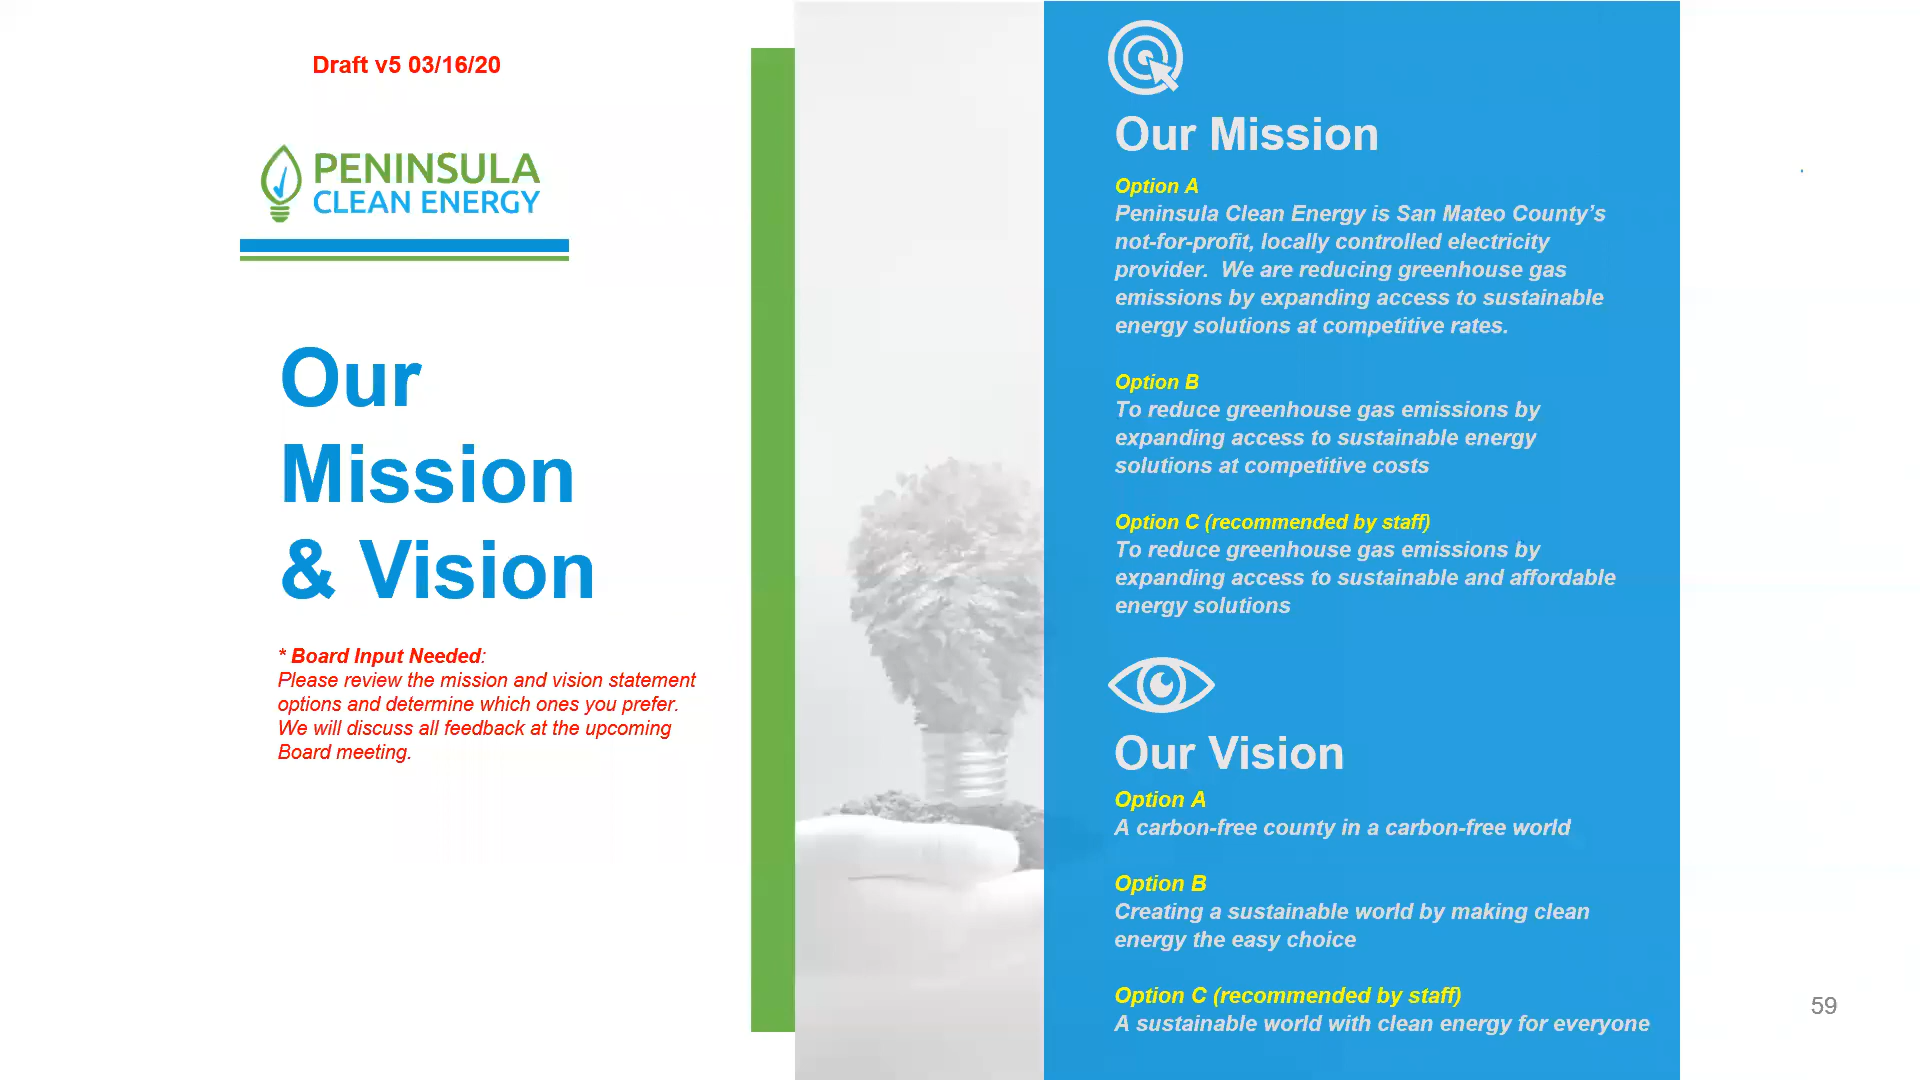 Draft v5 03/16/20
PENINSULA
CLEAN ENERGY
Our
Mission
& Vision
* Board Input Needed:
Please review the mission and vision statement
options and determine which ones you prefer.
We will discuss all feedback at the upcoming
Board meeting.
Our Mission
Option A
Peninsula Clean Energy is San Mateo County’s
not-for-profit, locally controlled electricity
provider.  We are reducing greenhouse gas
emissions by expanding access to sustainable
energy solutions at competitive rates.
Option B
To reduce greenhouse gas emissions by
expanding access to sustainable energy
solutions at competitive costs
Option C (recommended by staff)
To reduce greenhouse gas emissions by
expanding access to sustainable and affordable
energy solutions
Our Vision
Option A
A carbon-free county in a carbon-free world
Option B
Creating a sustainable world by making clean
energy the easy choice
Option C (recommended by staff)
A sustainable world with clean energy for everyone
59